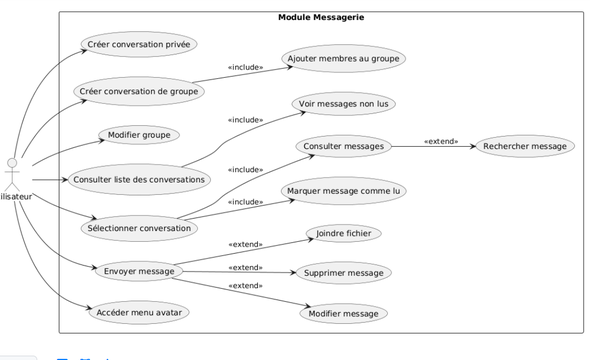 Module Messagerie
Créer conversation privée
Ajouter membres au groupe
«include»
Créer conversation de groupe
Voir messages non lus
«include»
Modifier groupe
Consulter messages
«extend»
Rechercher message
Consulter liste des conversations
«include»
Marquer message comme lu
«include»
ilisateur
Sélectionner conversation
Joindre fichier
«extend»
Envoyer message
«extend»
Supprimer message
«extend»
Accéder menu avatar
Modifier message